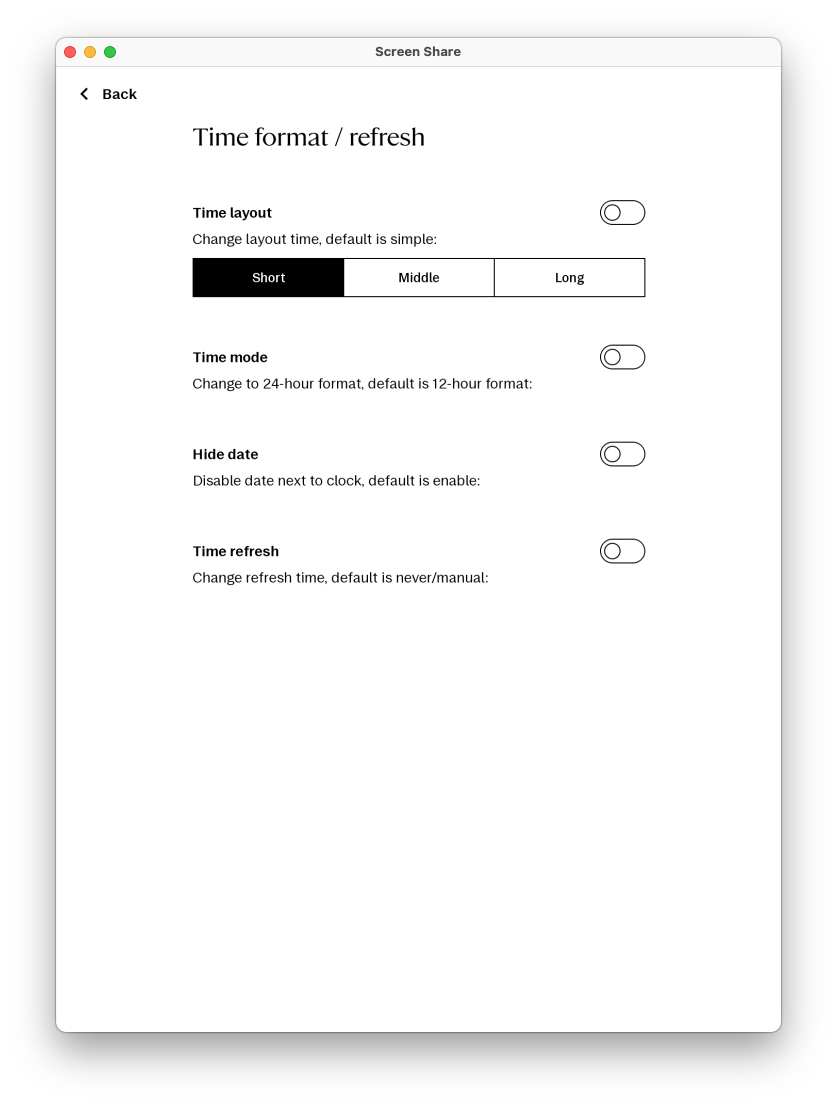 Screen Share
Back
Time format / refresh
Time layout
Change layout time, default is simple:
Short
Middle
Long
Time mode
Change to 24-hour format, default is 12-hour format:
Hide date
Disable date next to clock, default is enable:
Time refresh
Change refresh time, default is never/manual: